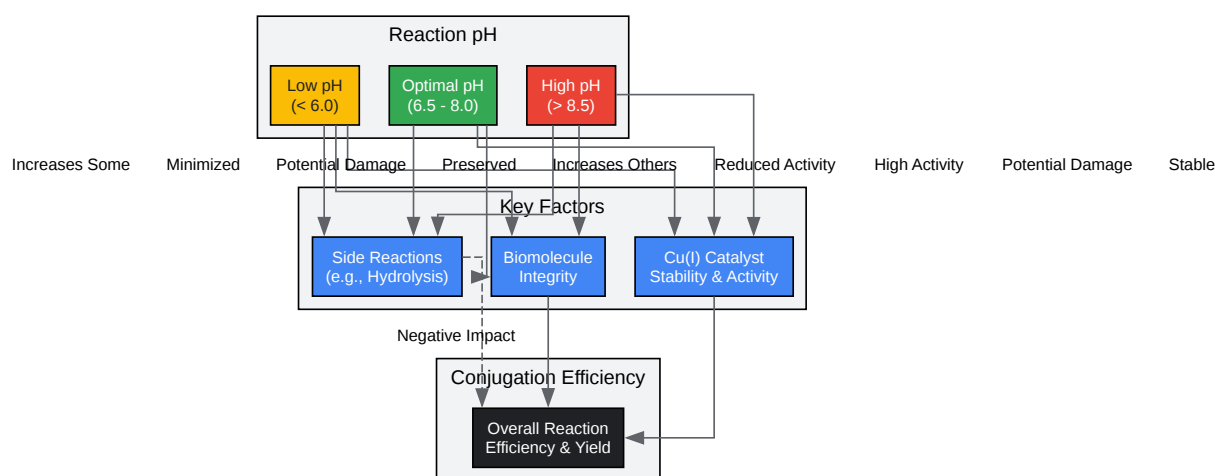 Reaction pH
Low pH
(< 6.0)
Optimal pH
(6.5 - 8.0)
High pH
(> 8.5)
Increases Some
Minimized
Potential Damage
Preserved
Increases Others
Reduced Activity
High Activity
Potential Damage
Stable
Key Factors
Side Reactions
(e.g., Hydrolysis)
Biomolecule
Integrity
Cu(I) Catalyst
Stability & Activity
Negative Impact
Conjugation Efficiency
Overall Reaction
Efficiency & Yield